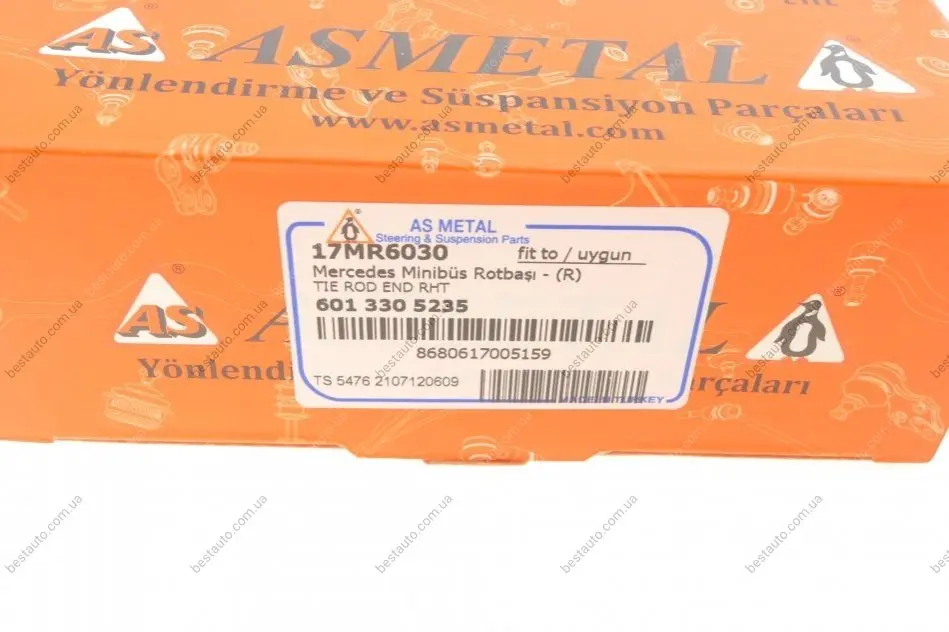 AS ASMETAL
Yönlendirme ve Süspansiyon Parçaları
www.asmetal.com
AS METAL
Steering & Suspension Parts
17MR6030 fit to / uygun
Mercedes Minibüs Rotbaşı - (R)
TIE ROD END RHT
601 330 5235
8680617005159
TS 5476 2107120609
MADE IN TURKEY
AS
Yönlendi
rçaları
bestauto.com.ua